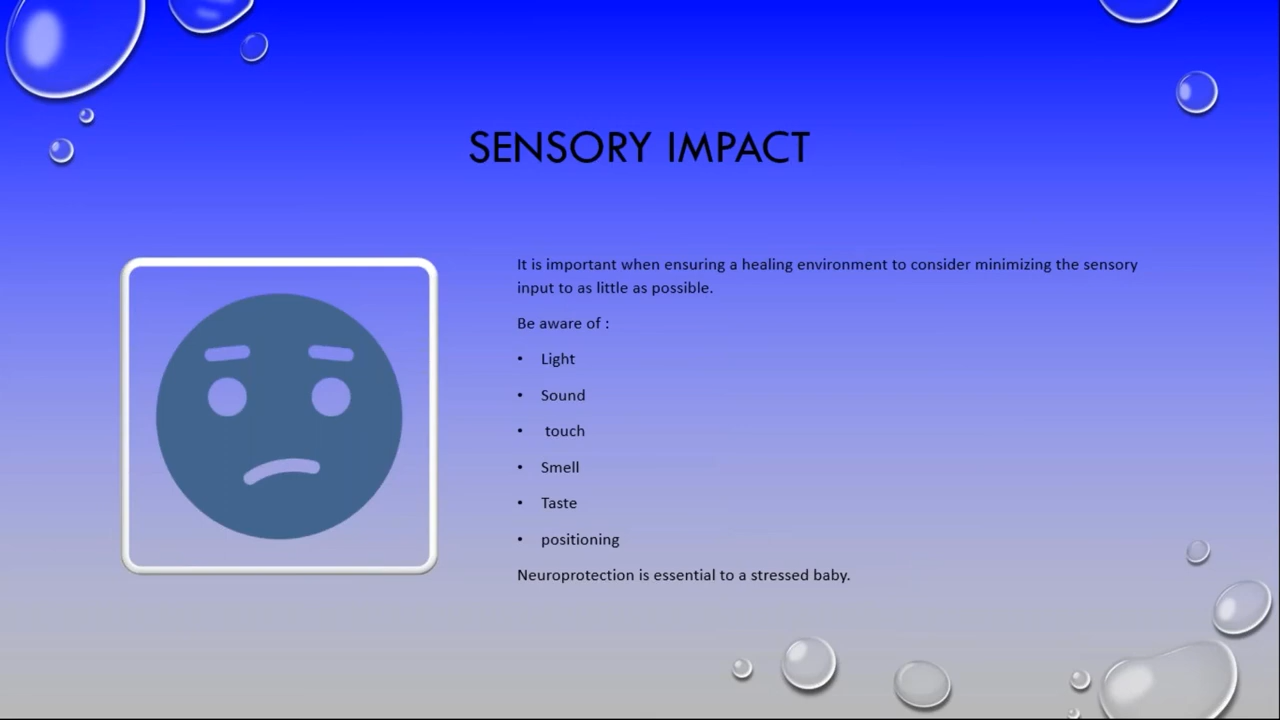 SENSORY IMPACT
It is important when ensuring a healing environment to consider minimizing the sensory
input to as little as possible.
Be aware of :
• Light
• Sound
• touch
• Smell
• Taste
• positioning
Neuroprotection is essential to a stressed baby.